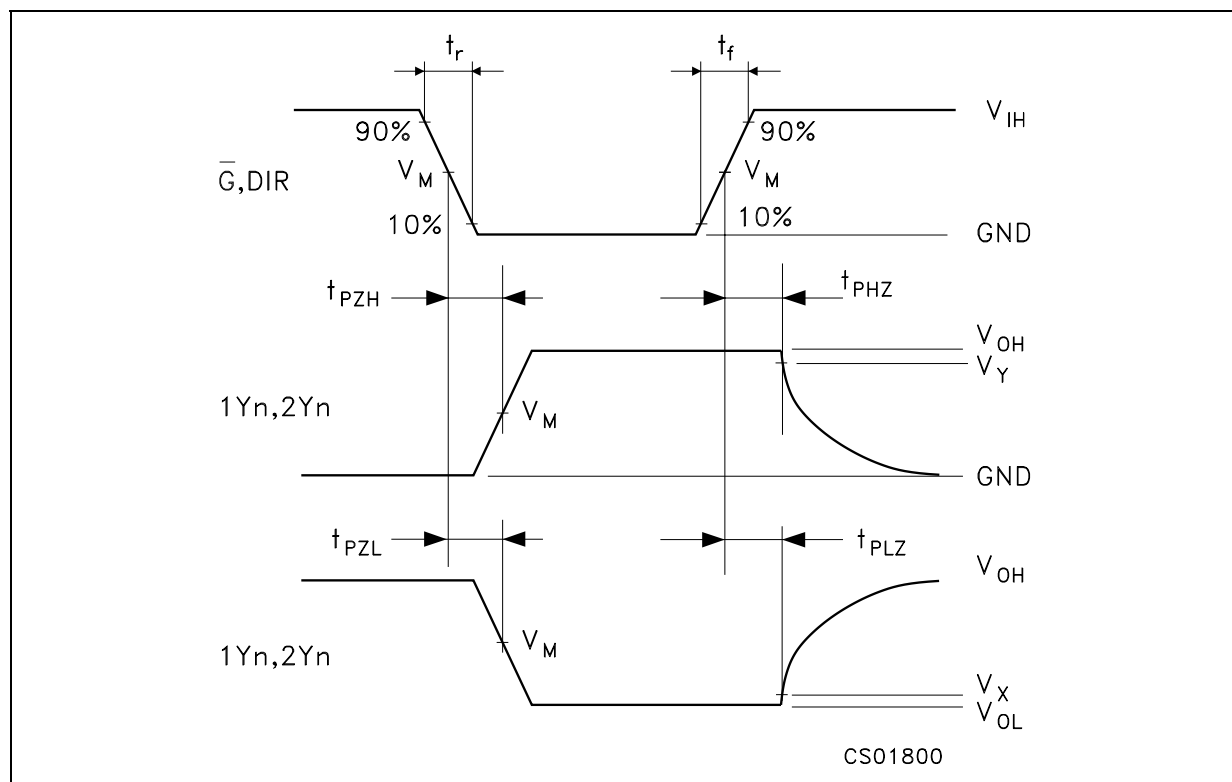 tr tf
90% 90% VIH
G̅,DIR VM VM
10% 10% GND
tPZH tPHZ
VOH
VY
1Yn,2Yn VM
GND
tPZL tPLZ
VOH
1Yn,2Yn VM
VX
VOL
CS01800